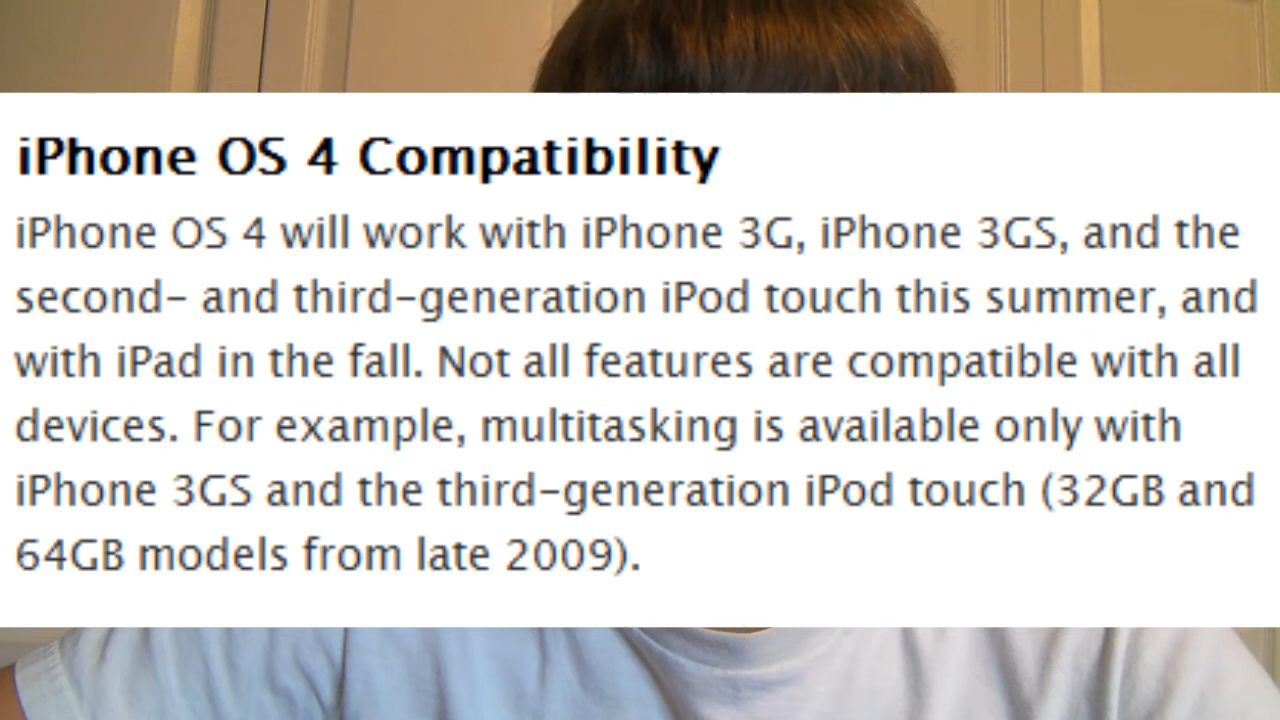 iPhone OS 4 Compatibility
iPhone OS 4 will work with iPhone 3G, iPhone 3GS, and the
second- and third-generation iPod touch this summer, and
with iPad in the fall. Not all features are compatible with all
devices. For example, multitasking is available only with
iPhone 3GS and the third-generation iPod touch (32GB and
64GB models from late 2009).